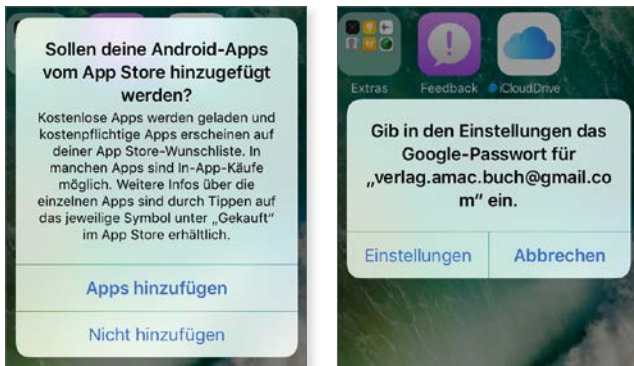 Sollen deine Android-Apps
vom App Store hinzugefügt
werden?
Kostenlose Apps werden geladen und
kostenpflichtige Apps erscheinen auf
deiner App Store-Wunschliste. In
manchen Apps sind In-App-Käufe
möglich. Weitere Infos über die
einzelnen Apps sind durch Tippen auf
das jeweilige Symbol unter „Gekauft“
im App Store erhältlich.
Apps hinzufügen
Nicht hinzufügen
Extras
Feedback
iCloudDrive
Gib in den Einstellungen das
Google-Passwort für
„verlag.amac.buch@gmail.co
m“ ein.
Einstellungen
Abbrechen